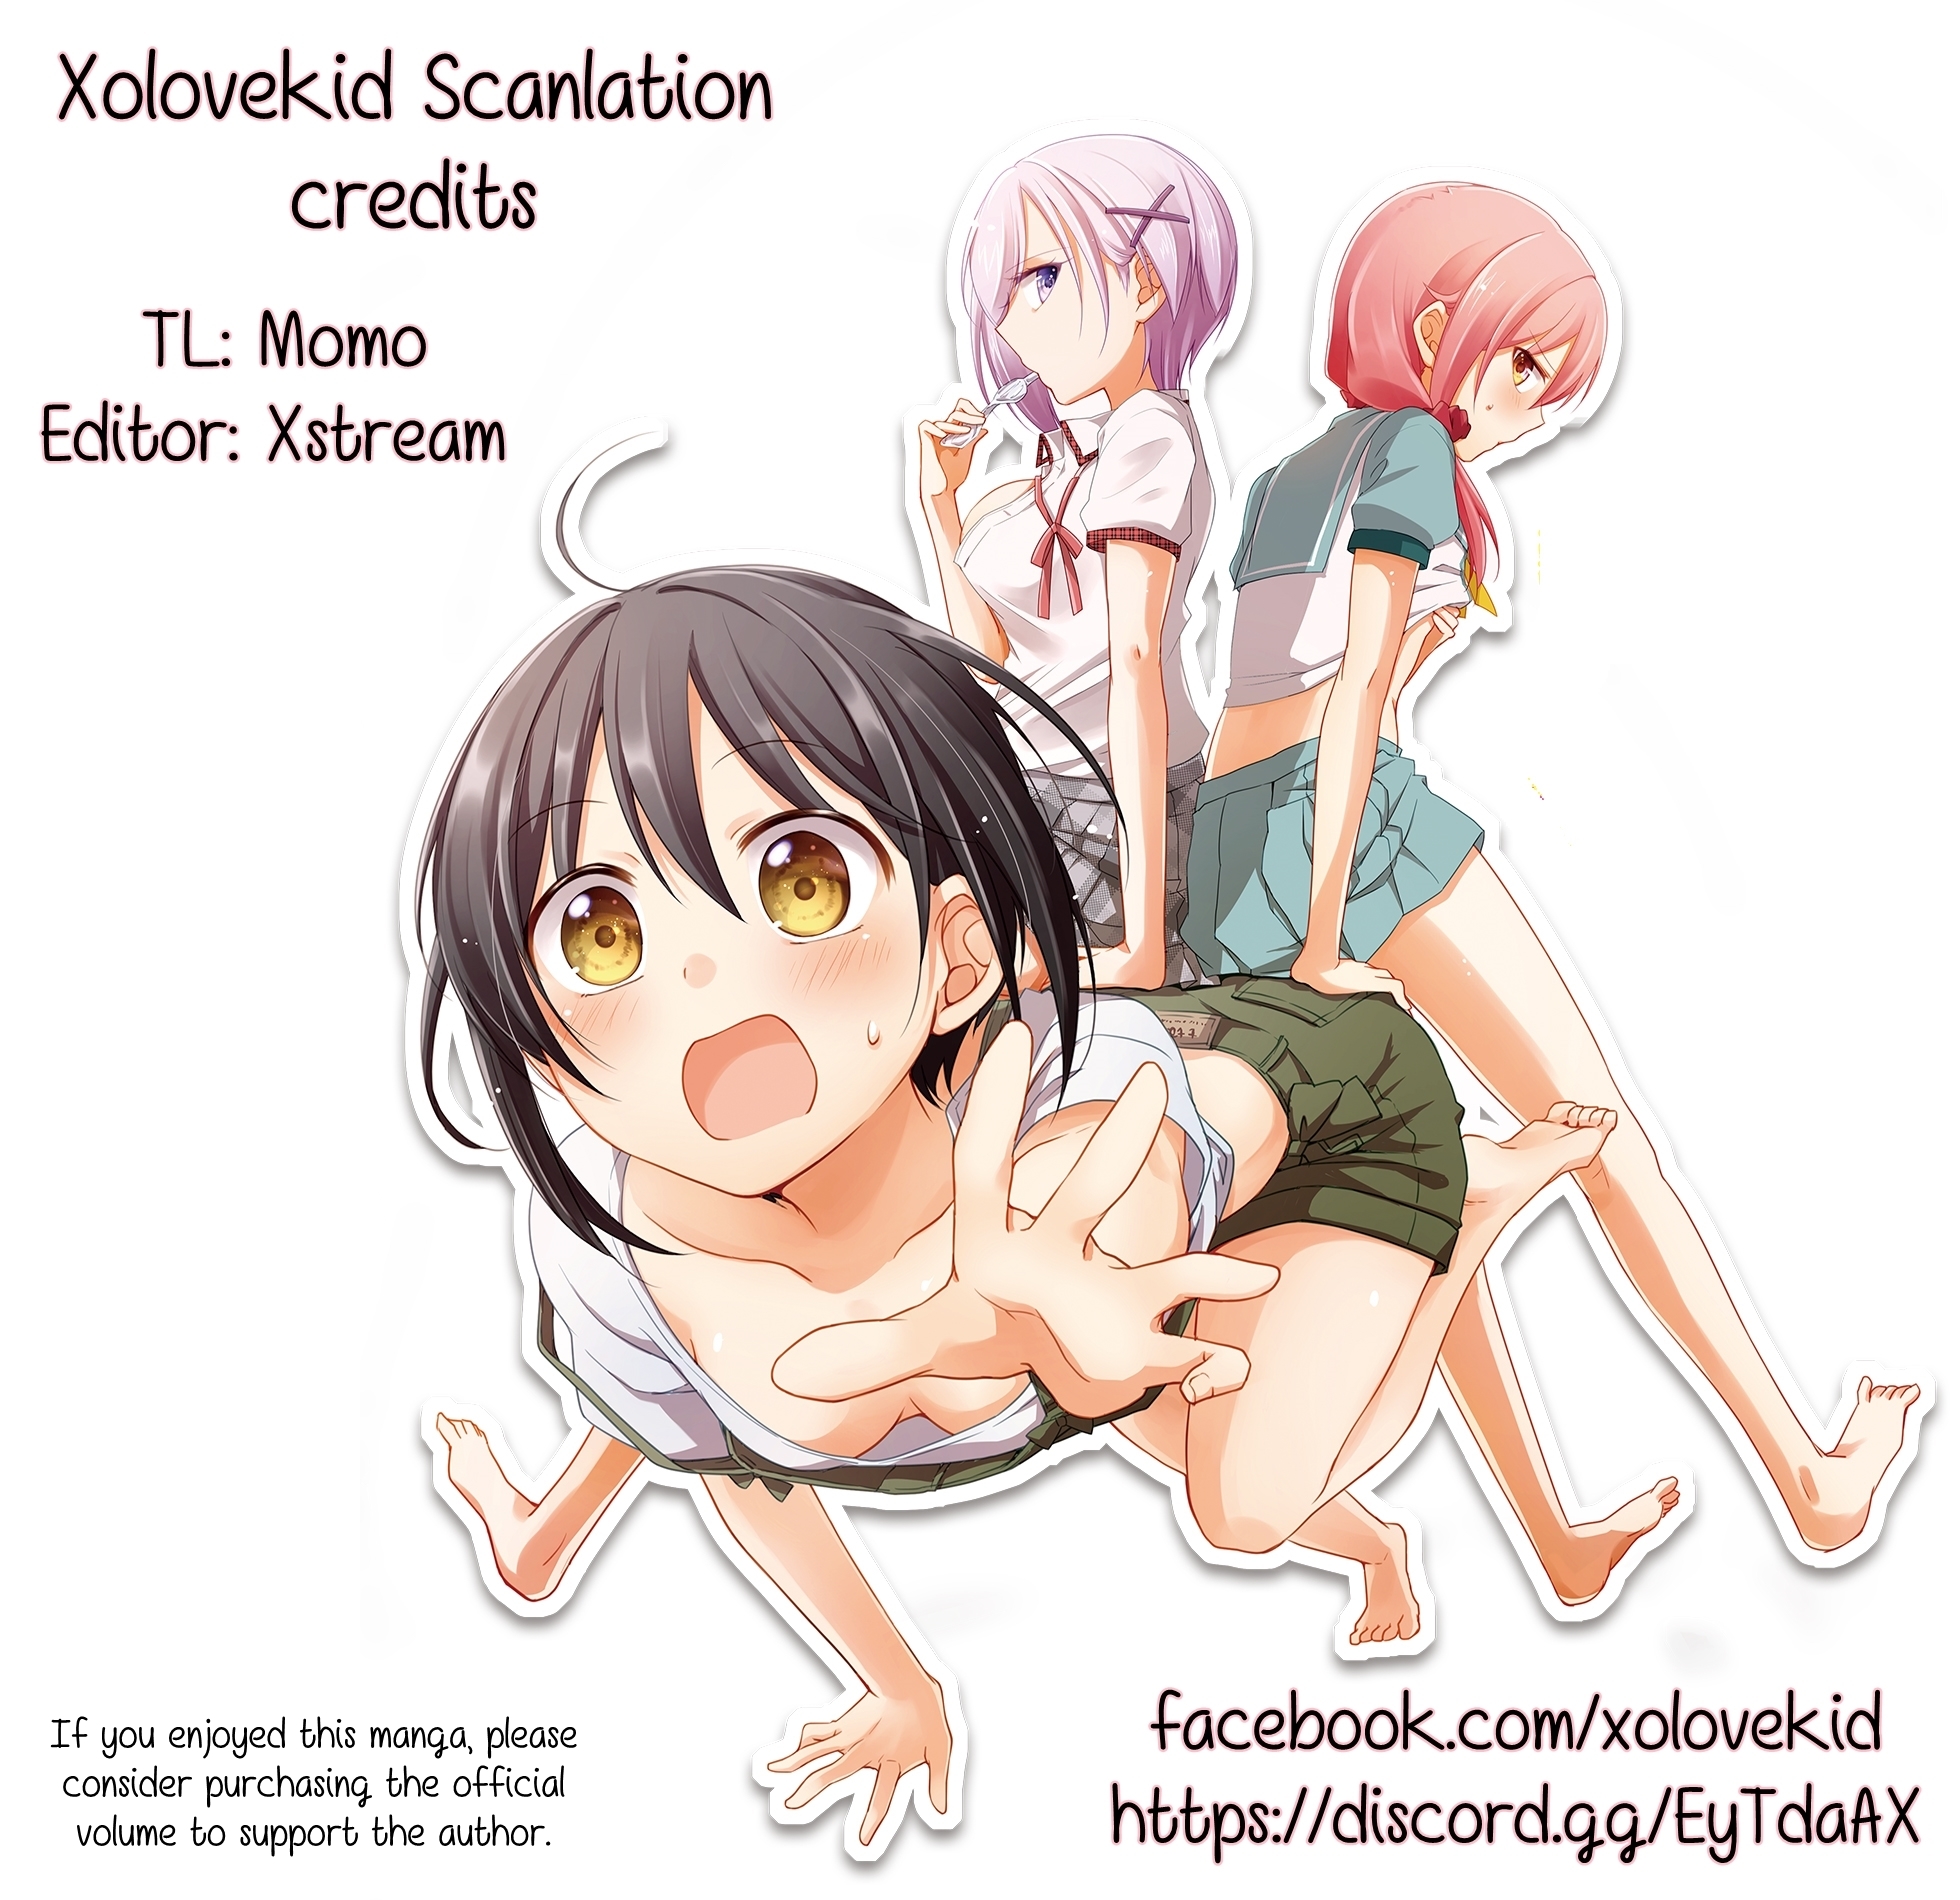 Xolovekid Scanlation
credits
TL: Momo
Editor: Xstream
If you enjoyed this manga, please
consider purchasing the official
volume to support the author.
facebook.com/xolovekid
https://discord.gg/EyTdaAX